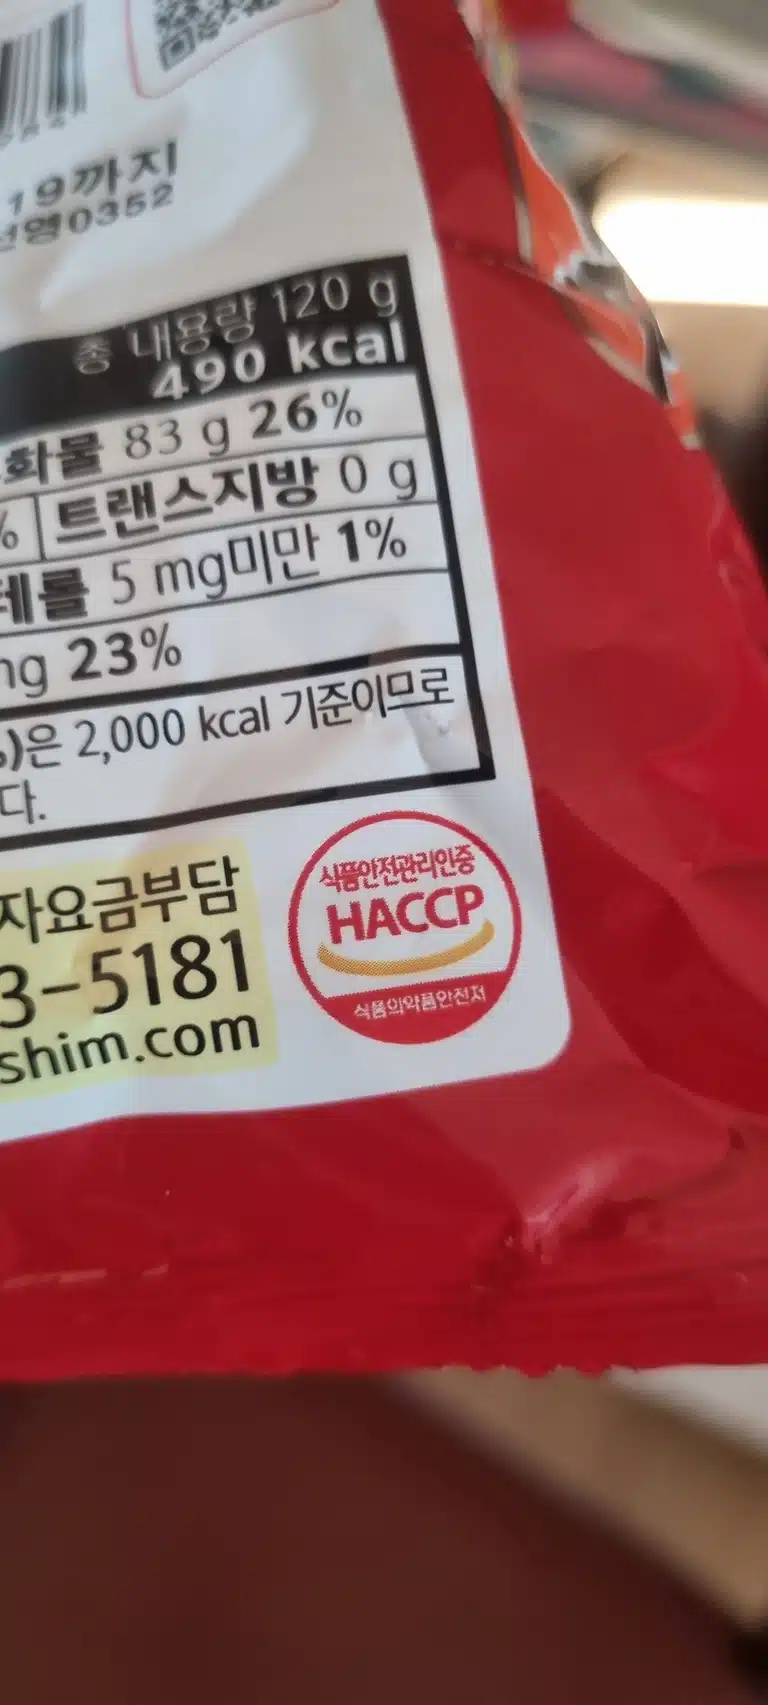 19까지
선영0352
총 내용량 120 g
490 kcal
화물 83 g 26%
% 트랜스지방 0 g
테롤 5 mg미만 1%
mg 23%
)은 2,000 kcal 기준이므로
다.
자요금부담
3-5181
shim.com
식품안전관리인증
HACCP
식품의약품안전처